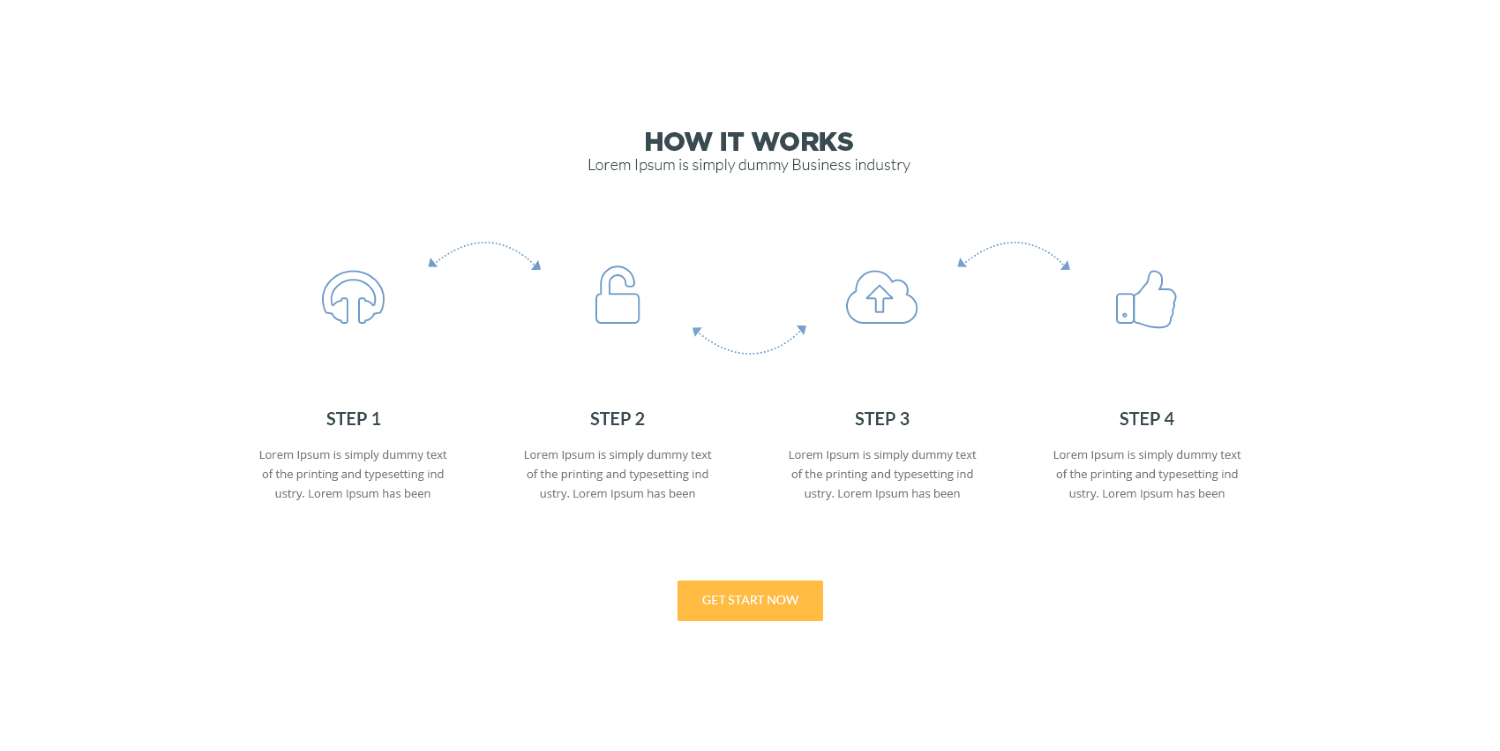 HOW IT WORKS
Lorem Ipsum is simply dummy Business industry
STEP 1
Lorem Ipsum is simply dummy text
of the printing and typesetting ind
ustry. Lorem Ipsum has been
STEP 2
Lorem Ipsum is simply dummy text
of the printing and typesetting ind
ustry. Lorem Ipsum has been
STEP 3
Lorem Ipsum is simply dummy text
of the printing and typesetting ind
ustry. Lorem Ipsum has been
STEP 4
Lorem Ipsum is simply dummy text
of the printing and typesetting ind
ustry. Lorem Ipsum has been
GET START NOW